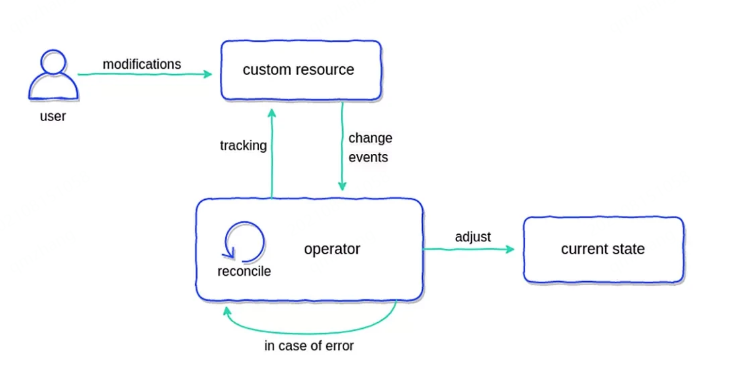 modifications
custom resource
user
tracking
change
events
reconcile
operator
adjust
current state
in case of error